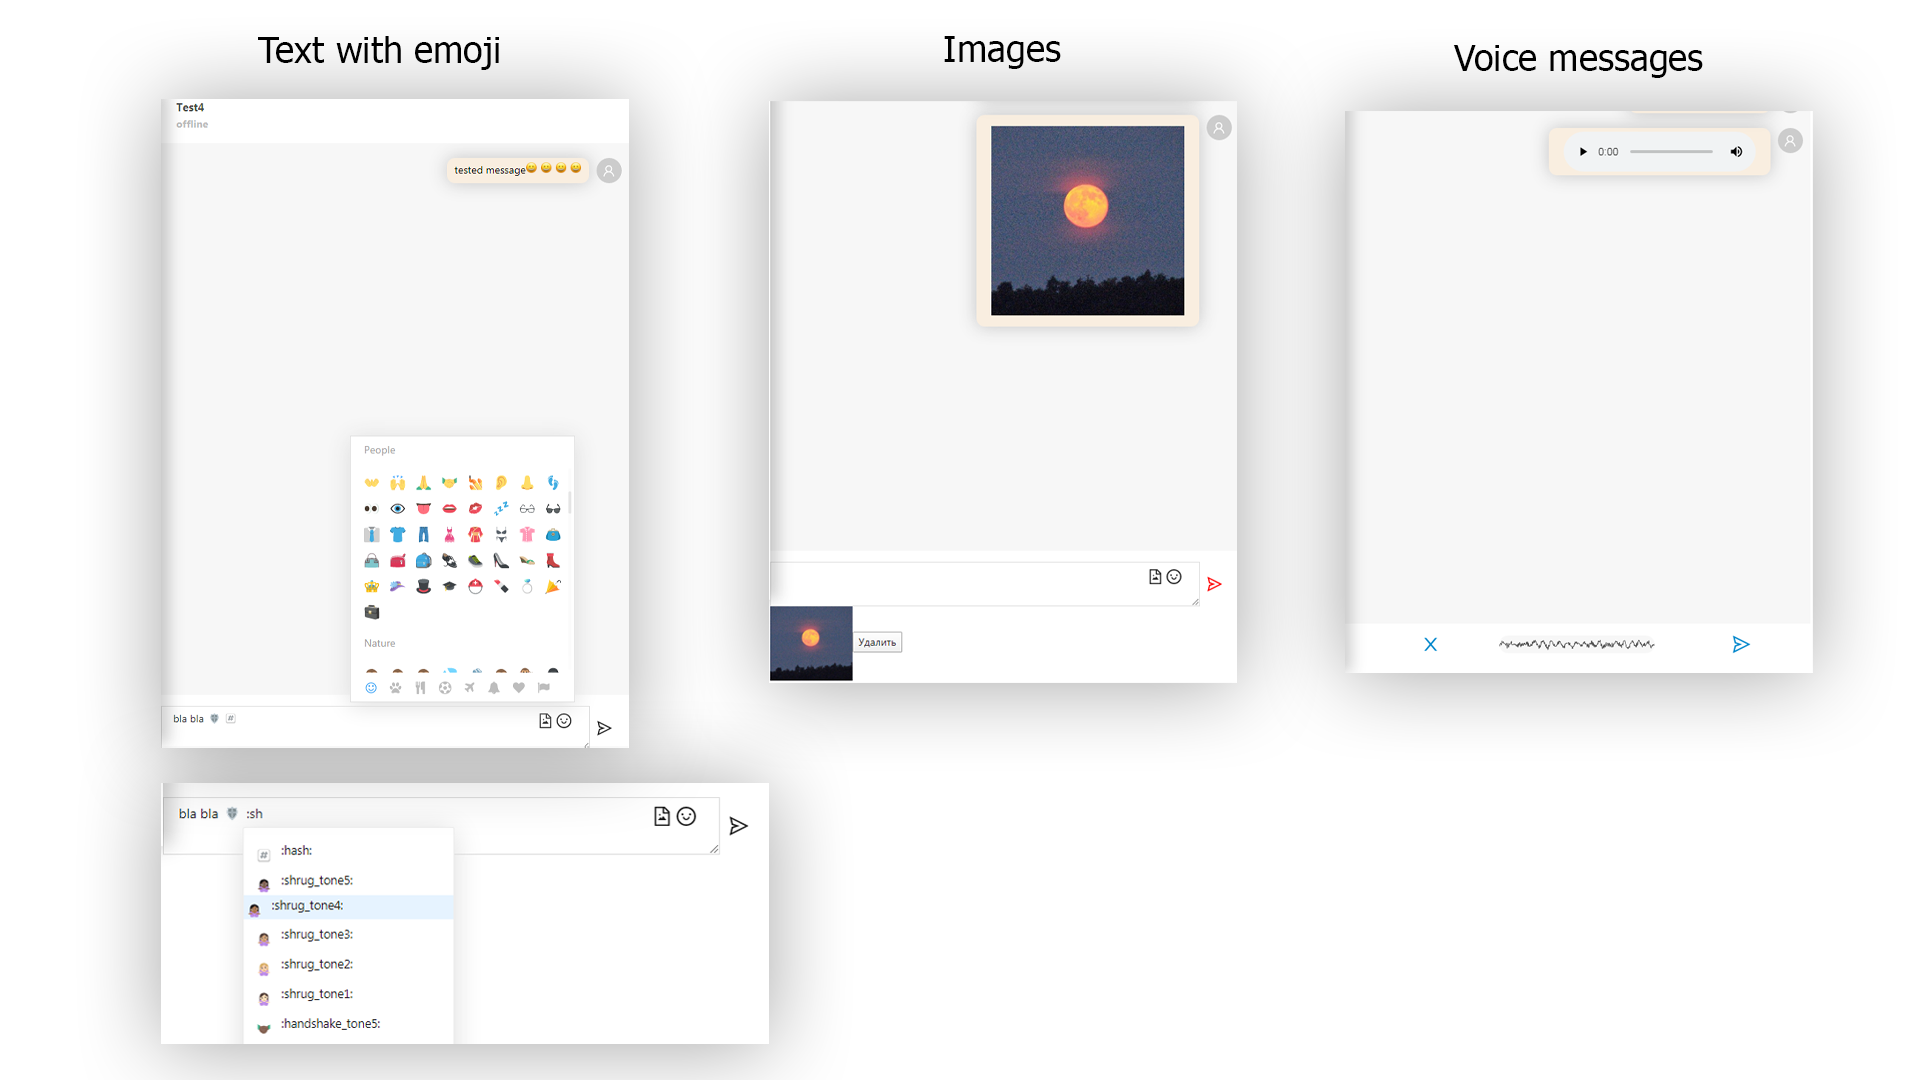 Text with emoji
Test4
offline
tested message😀 😀 😀 😀
People
Nature
bla bla 🛡 #️⃣
bla bla 🛡 :sh
:hash:
:shrug_tone5:
:shrug_tone4:
:shrug_tone3:
:shrug_tone2:
:shrug_tone1:
:handshake_tone5:
Images
Удалить
Voice messages
0:00